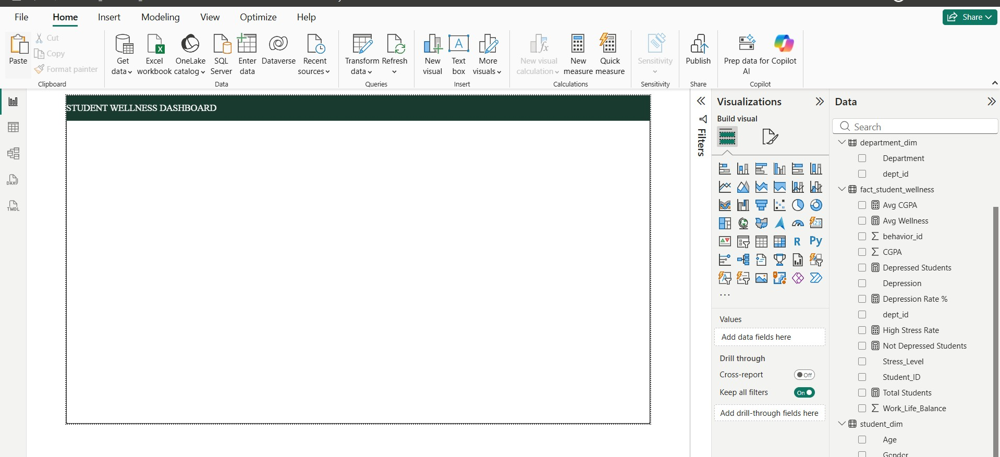 File
Home
Insert
Modeling
View
Optimize
Help
Share
Paste
Cut
Copy
Format painter
Clipboard
Get data
Excel workbook
OneLake catalog
SQL Server
Enter data
Dataverse
Recent sources
Data
Transform data
Refresh
Queries
New visual
Text box
More visuals
Insert
New visual calculation
New measure
Quick measure
Calculations
Sensitivity
Sensitivity
Publish
Share
Prep data for AI
Copilot
Copilot
DAX
TMDL
STUDENT WELLNESS DASHBOARD
Filters
Visualizations
Build visual
123
R
Py
...
Values
Add data fields here
Drill through
Cross-report
Off
Keep all filters
On
Add drill-through fields here
Data
Search
department_dim
Department
dept_id
fact_student_wellness
Avg CGPA
Avg Wellness
behavior_id
CGPA
Depressed Students
Depression
Depression Rate %
dept_id
High Stress Rate
Not Depressed Students
Stress_Level
Student_ID
Total Students
Work_Life_Balance
student_dim
Age
Gender